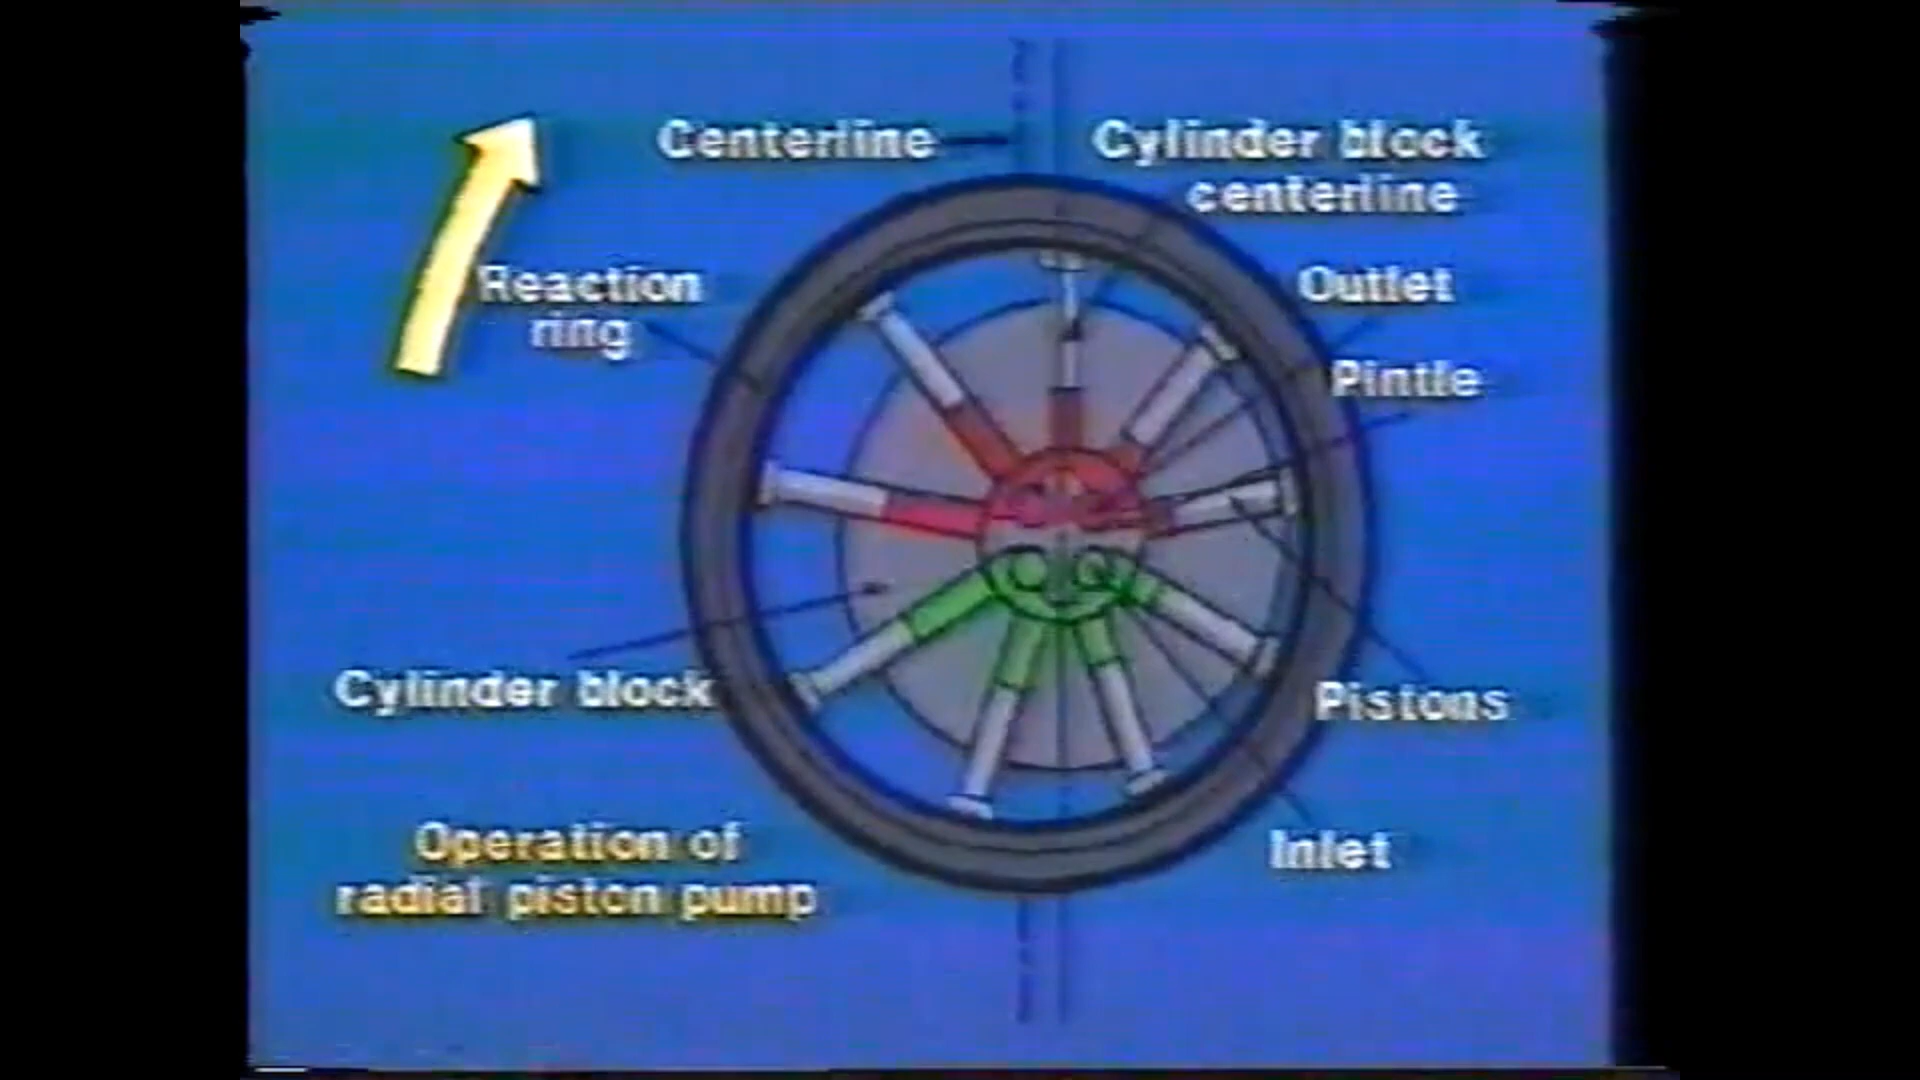 Centerline
Cylinder block
centerline
Reaction
ring
Outlet
Pintle
Cylinder block
Pistons
Inlet
Operation of
radial piston pump